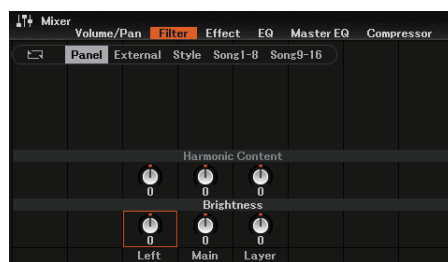 Mixer
Volume/Pan Filter Effect EQ Master EQ Compressor
Panel External Style Song1-8 Song9-16
Harmonic Content
0 0 0
Brightness
0 0 0
Left Main Layer